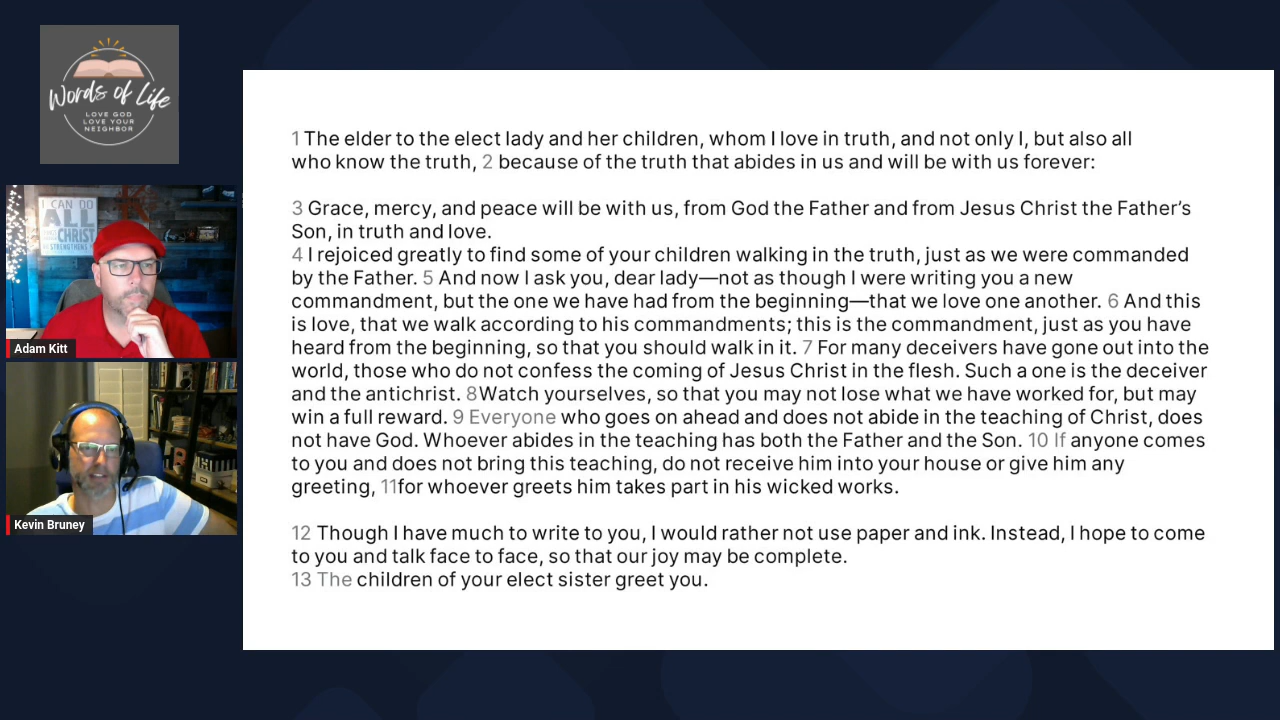 Words of Life
LOVE GOD
LOVE YOUR
NEIGHBOR
I CAN DO
ALL
CHRIST
Adam Kitt
Kevin Bruney
1 The elder to the elect lady and her children, whom I love in truth, and not only I, but also all
who know the truth, 2 because of the truth that abides in us and will be with us forever:
3 Grace, mercy, and peace will be with us, from God the Father and from Jesus Christ the Father’s
Son, in truth and love.
4 I rejoiced greatly to find some of your children walking in the truth, just as we were commanded
by the Father. 5 And now I ask you, dear lady—not as though I were writing you a new
commandment, but the one we have had from the beginning—that we love one another. 6 And this
is love, that we walk according to his commandments; this is the commandment, just as you have
heard from the beginning, so that you should walk in it. 7 For many deceivers have gone out into the
world, those who do not confess the coming of Jesus Christ in the flesh. Such a one is the deceiver
and the antichrist. 8Watch yourselves, so that you may not lose what we have worked for, but may
win a full reward. 9 Everyone who goes on ahead and does not abide in the teaching of Christ, does
not have God. Whoever abides in the teaching has both the Father and the Son. 10 If anyone comes
to you and does not bring this teaching, do not receive him into your house or give him any
greeting, 11for whoever greets him takes part in his wicked works.
12 Though I have much to write to you, I would rather not use paper and ink. Instead, I hope to come
to you and talk face to face, so that our joy may be complete.
13 The children of your elect sister greet you.